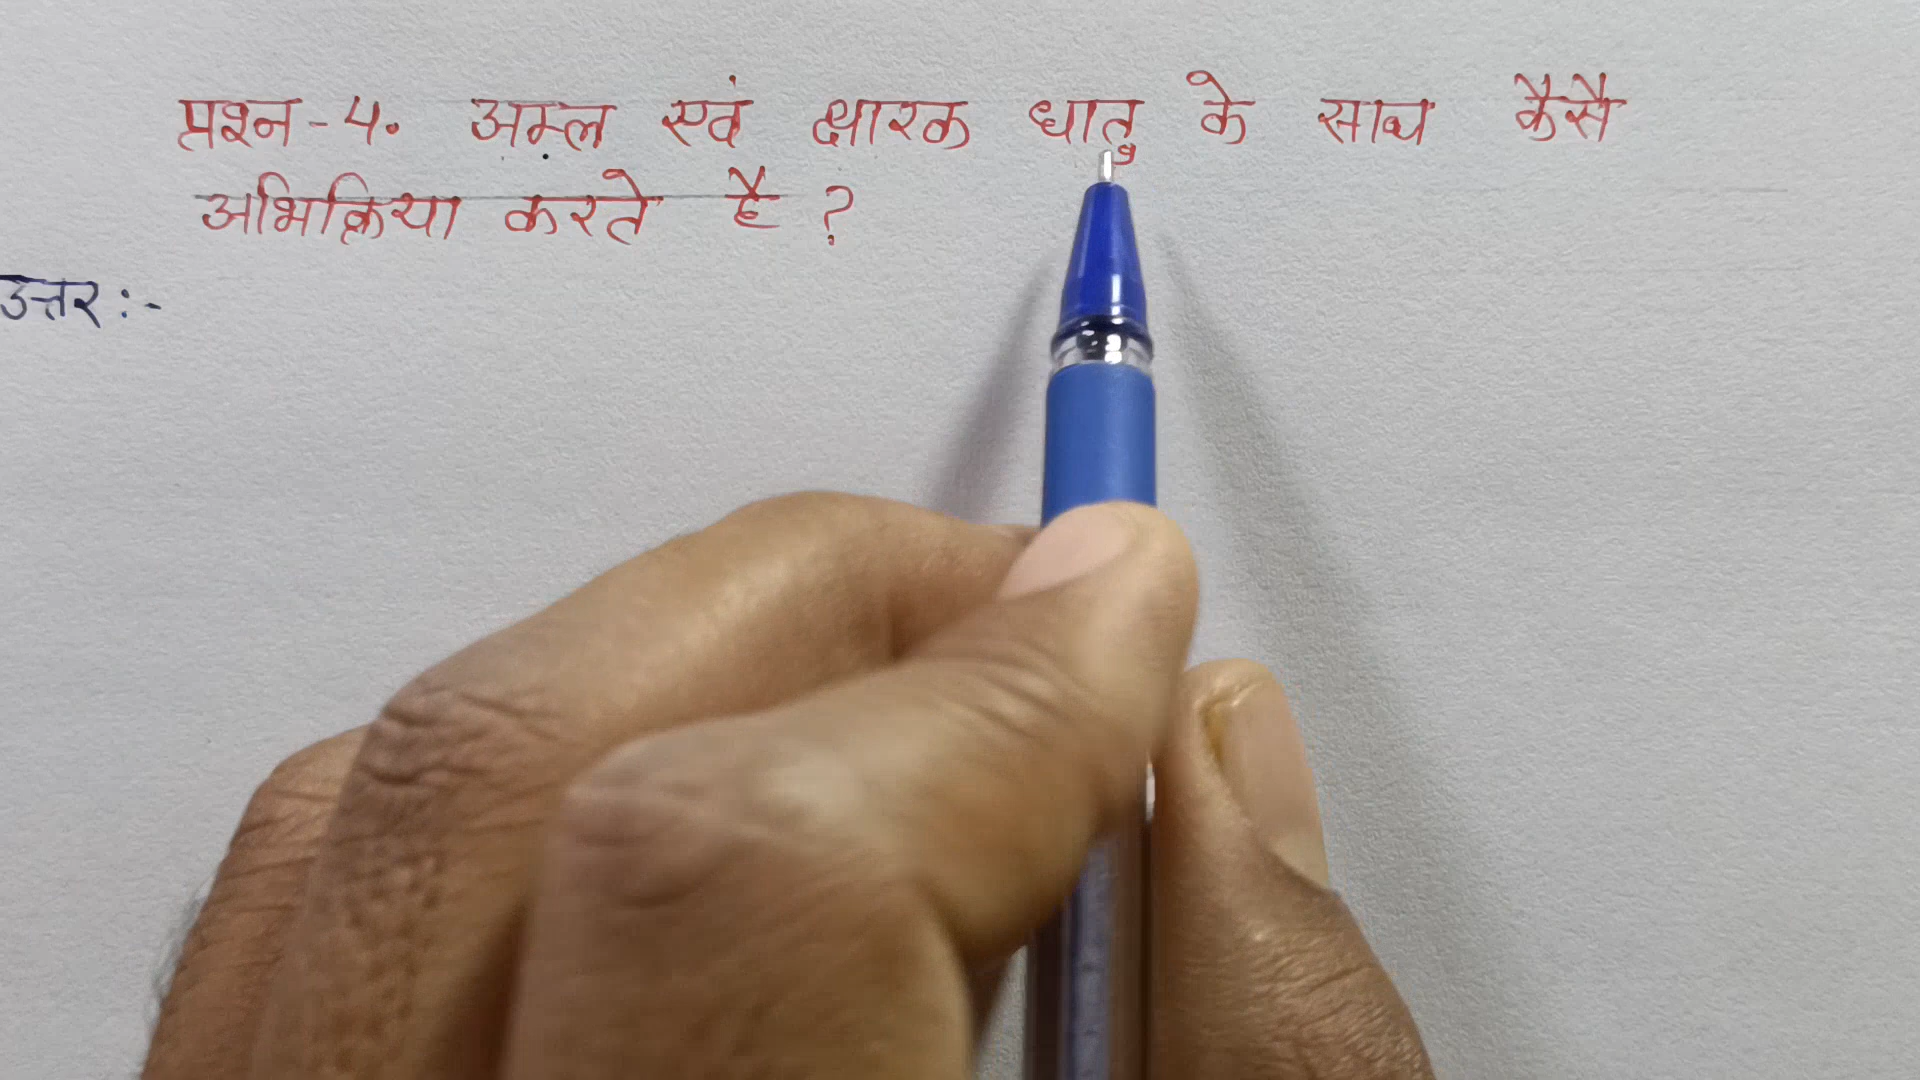 प्रश्न-4. अम्ल एवं क्षारक धातु के साथ कैसे
अभिक्रिया करते है ?
उत्तर :-